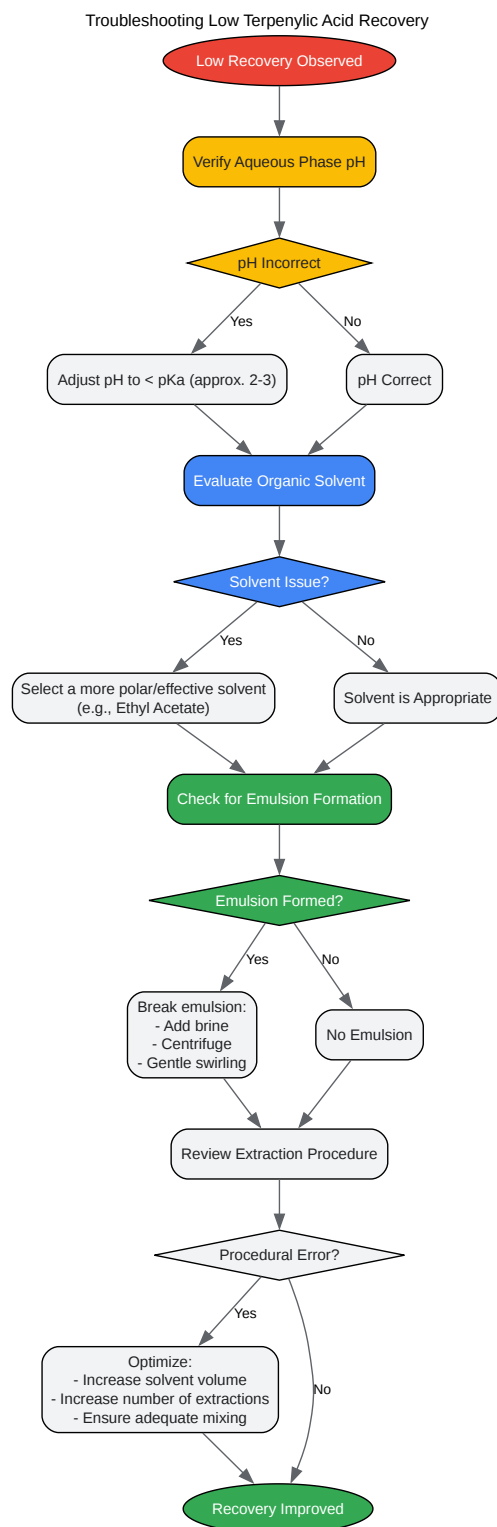 Troubleshooting Low Terpenylic Acid Recovery
Low Recovery Observed
Verify Aqueous Phase pH
pH Incorrect
Yes
No
Adjust pH to < pKa (approx. 2-3)
pH Correct
Evaluate Organic Solvent
Solvent Issue?
Yes
No
Select a more polar/effective solvent
(e.g., Ethyl Acetate)
Solvent is Appropriate
Check for Emulsion Formation
Emulsion Formed?
Yes
No
Break emulsion:
- Add brine
- Centrifuge
- Gentle swirling
No Emulsion
Review Extraction Procedure
Procedural Error?
Yes
No
Optimize:
- Increase solvent volume
- Increase number of extractions
- Ensure adequate mixing
Recovery Improved